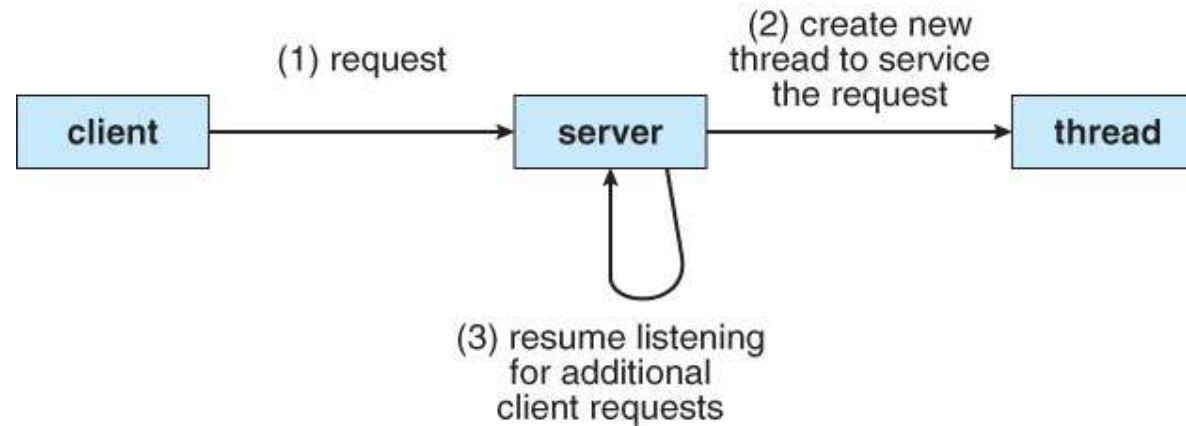 (1) request
(2) create new
thread to service
the request
client
server
thread
(3) resume listening
for additional
client requests